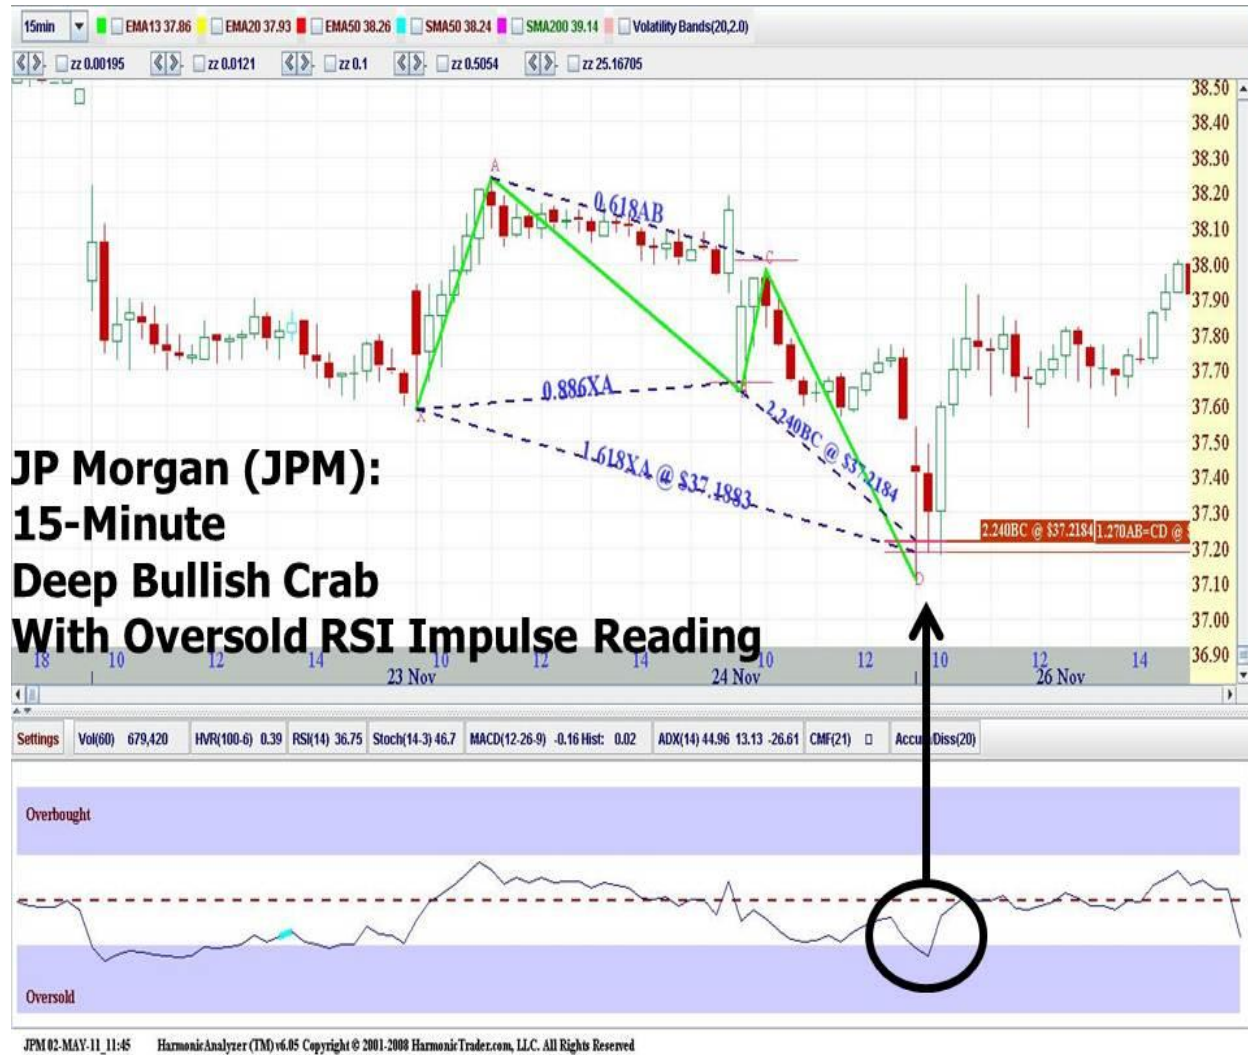 15min EMA13 37.86 EMA20 37.93 EMA50 38.26 SMA50 38.24 SMA200 39.14 Volatility Bands(20,2.0)
zz 0.00195 zz 0.0121 zz 0.1 zz 0.5054 zz 25.16705
38.50
38.40
38.30
A
38.20
0.618AB
38.10
C
38.00
37.90
37.80
37.70
0.886XA
37.60
X
2.240BC @ $37.2184
37.50
1.618XA @ $37.1883
37.40
37.30
2.240BC @ $37.2184 1.270AB=CD @ $
37.20
D
37.10
37.00
36.90
JP Morgan (JPM):
15-Minute
Deep Bullish Crab
With Oversold RSI Impulse Reading
18 10 12 14 10 12 14 10 12 10 12 14
23 Nov 24 Nov 26 Nov
Settings Vol(60) 679,420 HVR(100-6) 0.39 RSI(14) 36.75 Stoch(14-3) 46.7 MACD(12-26-9) -0.16 Hist: 0.02 ADX(14) 44.96 13.13 -26.61 CMF(21) Accum/Diss(20)
Overbought
Oversold
JPM 02-MAY-11_11:45 HarmonicAnalyzer (TM) v6.05 Copyright © 2001-2008 HarmonicTrader.com, LLC. All Rights Reserved